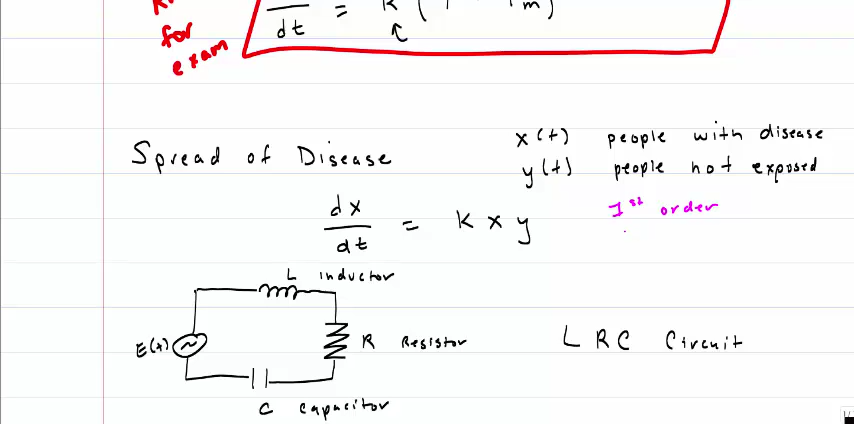 for
exam
dt = k ( T - Tm )
Spread of Disease
x(t) people with disease
y(t) people not exposed
dx
dt
= k x y
1st order
L inductor
E(t)
R Resistor
LRC Circuit
C capacitor